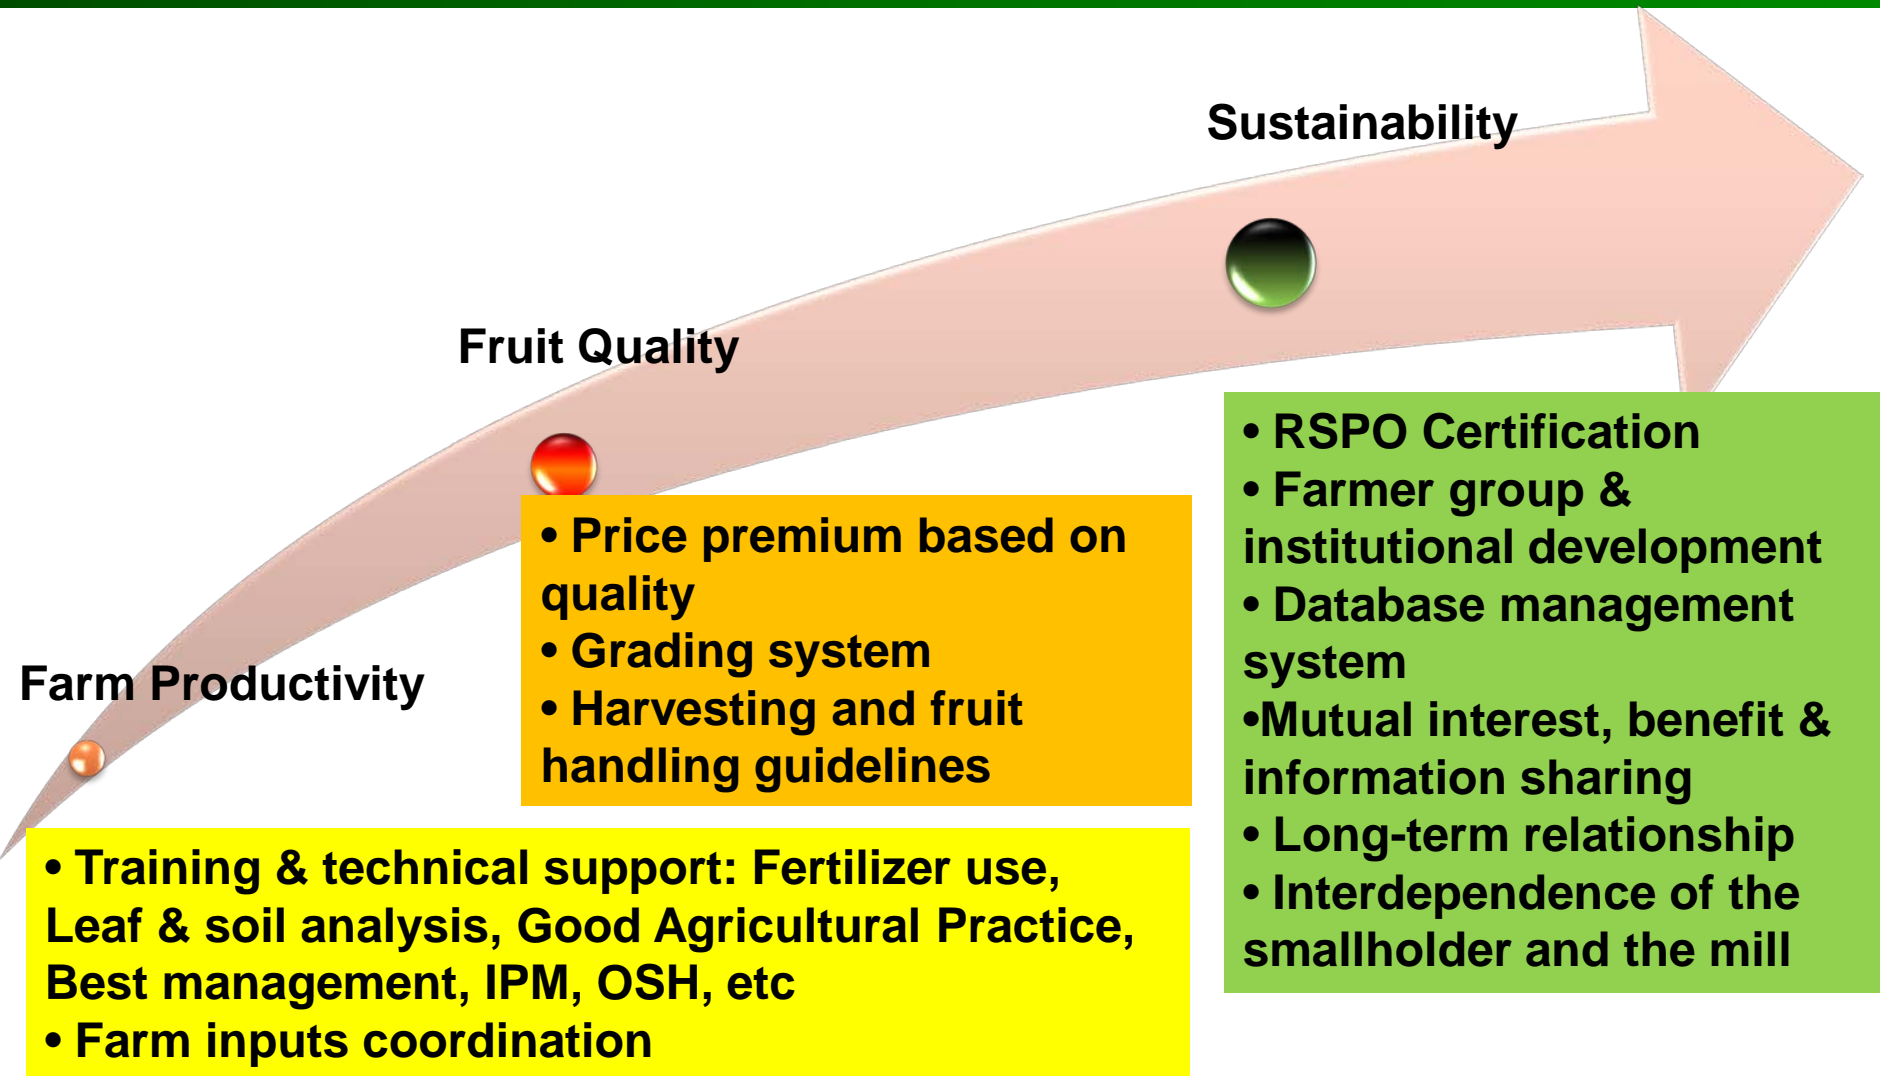 Sustainability
Fruit Quality
Farm Productivity
• RSPO Certification
• Farmer group &
institutional development
• Database management
system
•Mutual interest, benefit &
information sharing
• Long-term relationship
• Interdependence of the
smallholder and the mill
• Price premium based on
quality
• Grading system
• Harvesting and fruit
handling guidelines
• Training & technical support: Fertilizer use,
Leaf & soil analysis, Good Agricultural Practice,
Best management, IPM, OSH, etc
• Farm inputs coordination